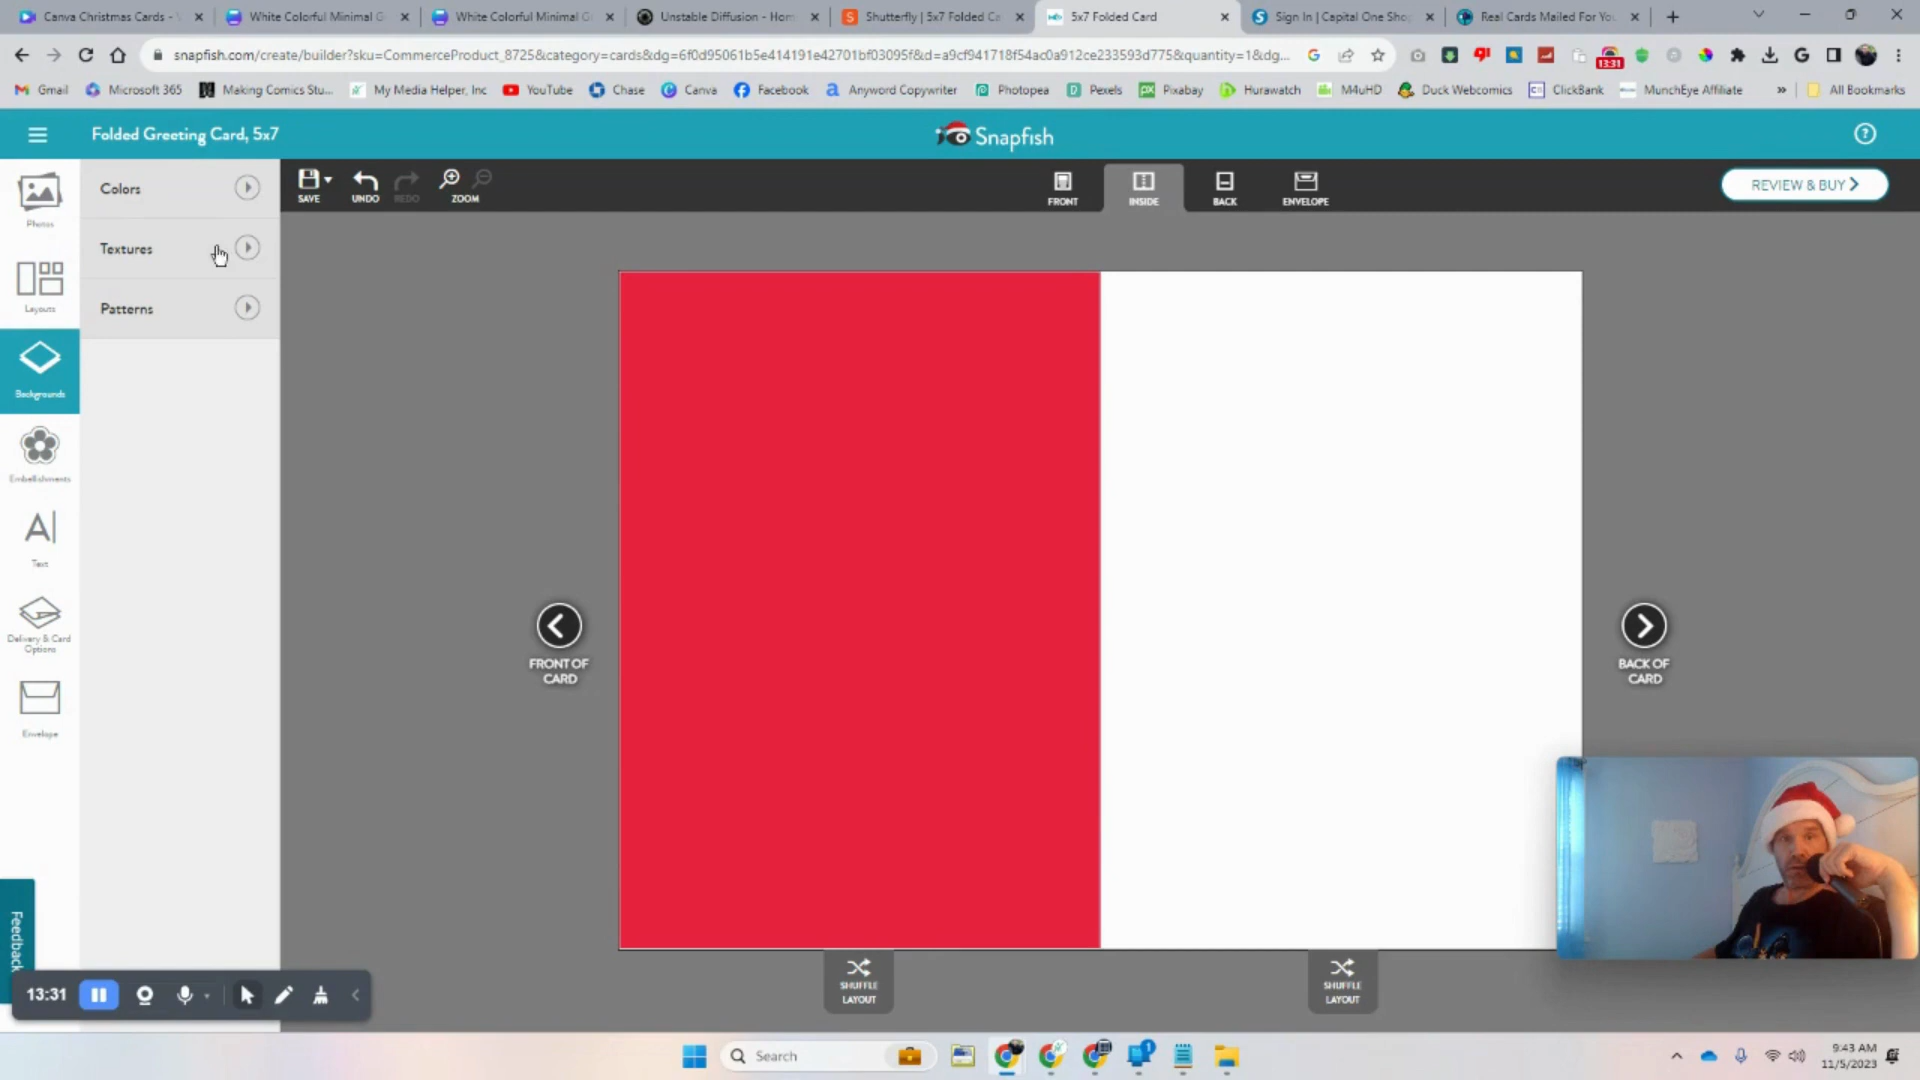 Canva Christmas Cards -
White Colorful Minimal G
White Colorful Minimal G
Unstable Diffusion - Hom
Shutterfly | 5x7 Folded Ca
5x7 Folded Card
Sign In | Capital One Shop
Real Cards Mailed For You
snapfish.com/create/builder?sku=CommerceProduct_8725&category=cards&dg=6f0d95061b5e414191e42701bf03095f&d=a9cf941718f54ac0a912ce233593d775&quantity=1&dg...
13:31
Gmail
Microsoft 365
Making Comics Stu...
My Media Helper, Inc
YouTube
Chase
Canva
Facebook
Anyword Copywriter
Photopea
Pexels
Pixabay
Hurawatch
M4uHD
Duck Webcomics
ClickBank
MunchEye Affiliate
»
All Bookmarks
Folded Greeting Card, 5x7
Snapfish
Photos
Layouts
Backgrounds
Embellishments
Text
Delivery & Card
Options
Envelope
Feedback
Colors
Textures
Patterns
SAVE
UNDO
REDO
ZOOM
FRONT
INSIDE
BACK
ENVELOPE
REVIEW & BUY
FRONT OF
CARD
BACK OF
CARD
SHUFFLE
LAYOUT
SHUFFLE
LAYOUT
13:31
Search
9:43 AM
11/5/2023